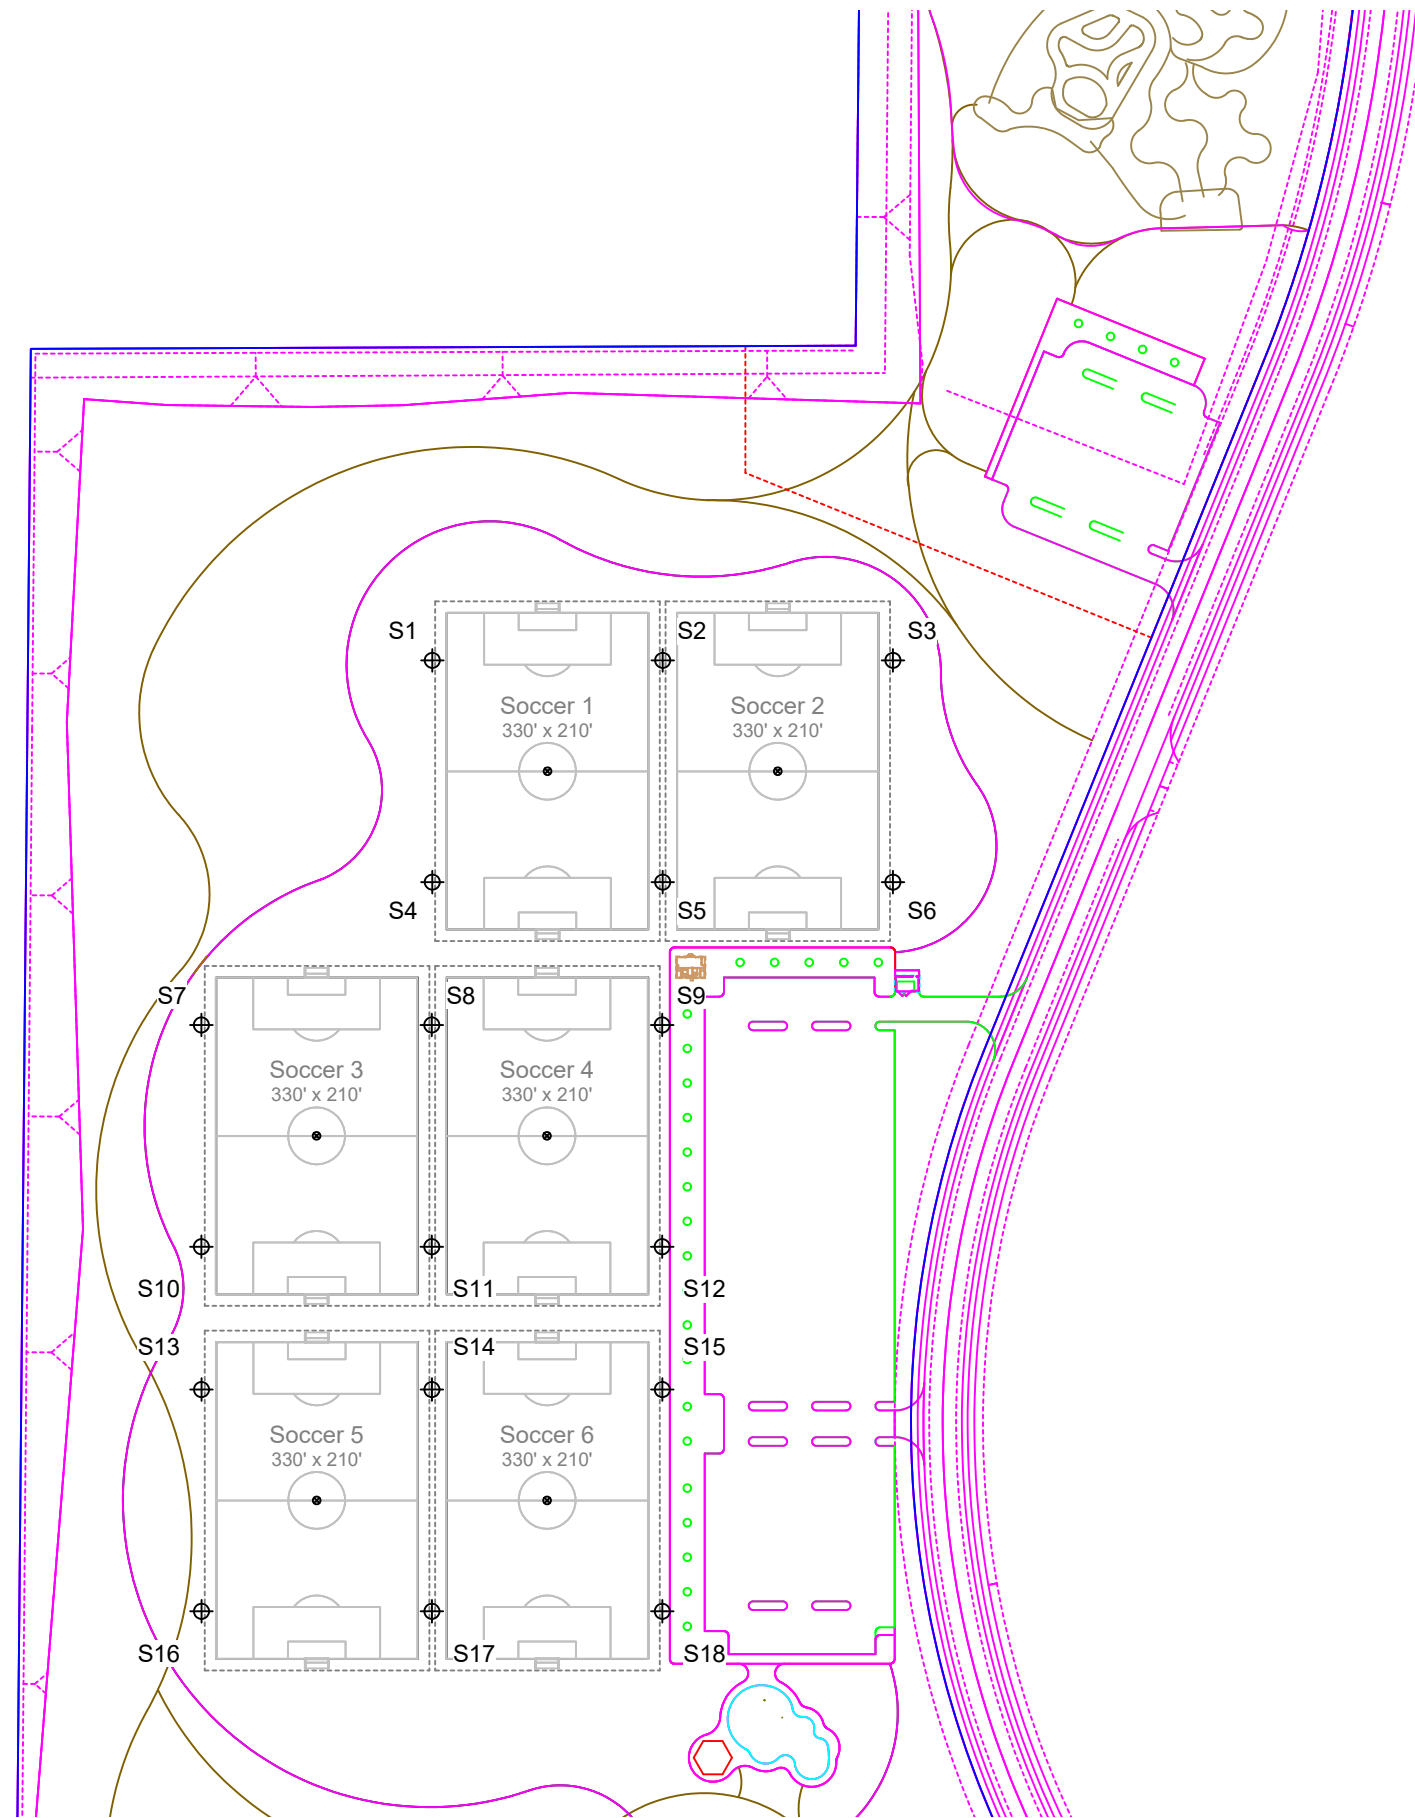 S1
S2
S3
Soccer 1
330' x 210'
Soccer 2
330' x 210'
S4
S5
S6
S7
S8
S9
Soccer 3
330' x 210'
Soccer 4
330' x 210'
S10
S11
S12
S13
S14
S15
Soccer 5
330' x 210'
Soccer 6
330' x 210'
S16
S17
S18